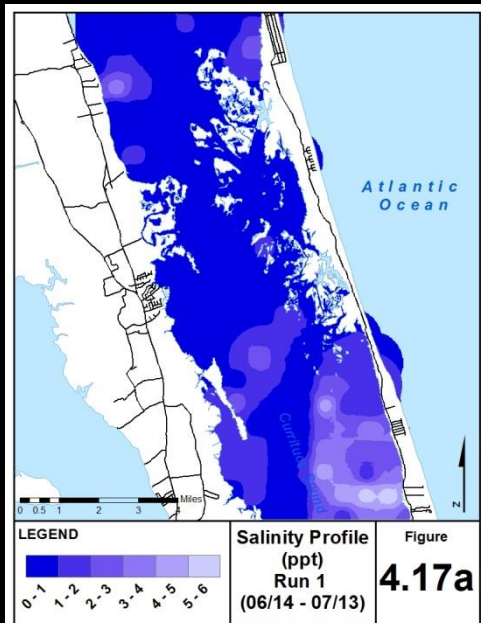 Atlantic
Ocean
Currituck Sound
0 0.5 1 2 3 4
Miles
N
LEGEND
0 - 1
1 - 2
2 - 3
3 - 4
4 - 5
5 - 6
Salinity Profile
(ppt)
Run 1
(06/14 - 07/13)
Figure
4.17a